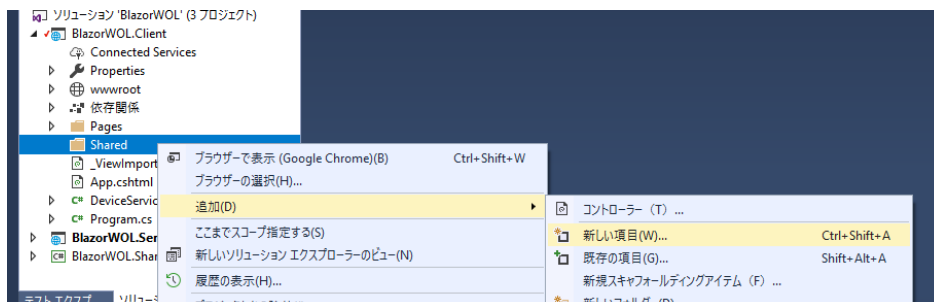 ソリューション 'BlazorWOL' (3 プロジェクト)
BlazorWOL.Client
Connected Services
Properties
wwwroot
依存関係
Pages
Shared
_ViewImport
App.cshtml
DeviceServic
C# Program.cs
BlazorWOL.Ser
BlazorWOL.Shar
ブラウザーで表示 (Google Chrome)(B) Ctrl+Shift+W
ブラウザーの選択(H)...
追加(D)
ここまでスコープ指定する(S)
新しいソリューション エクスプローラーのビュー(N)
履歴の表示(H)...
コントローラー (T) ...
新しい項目(W)... Ctrl+Shift+A
既存の項目(G)... Shift+Alt+A
新規スキャフォールディングアイテム (F) ...